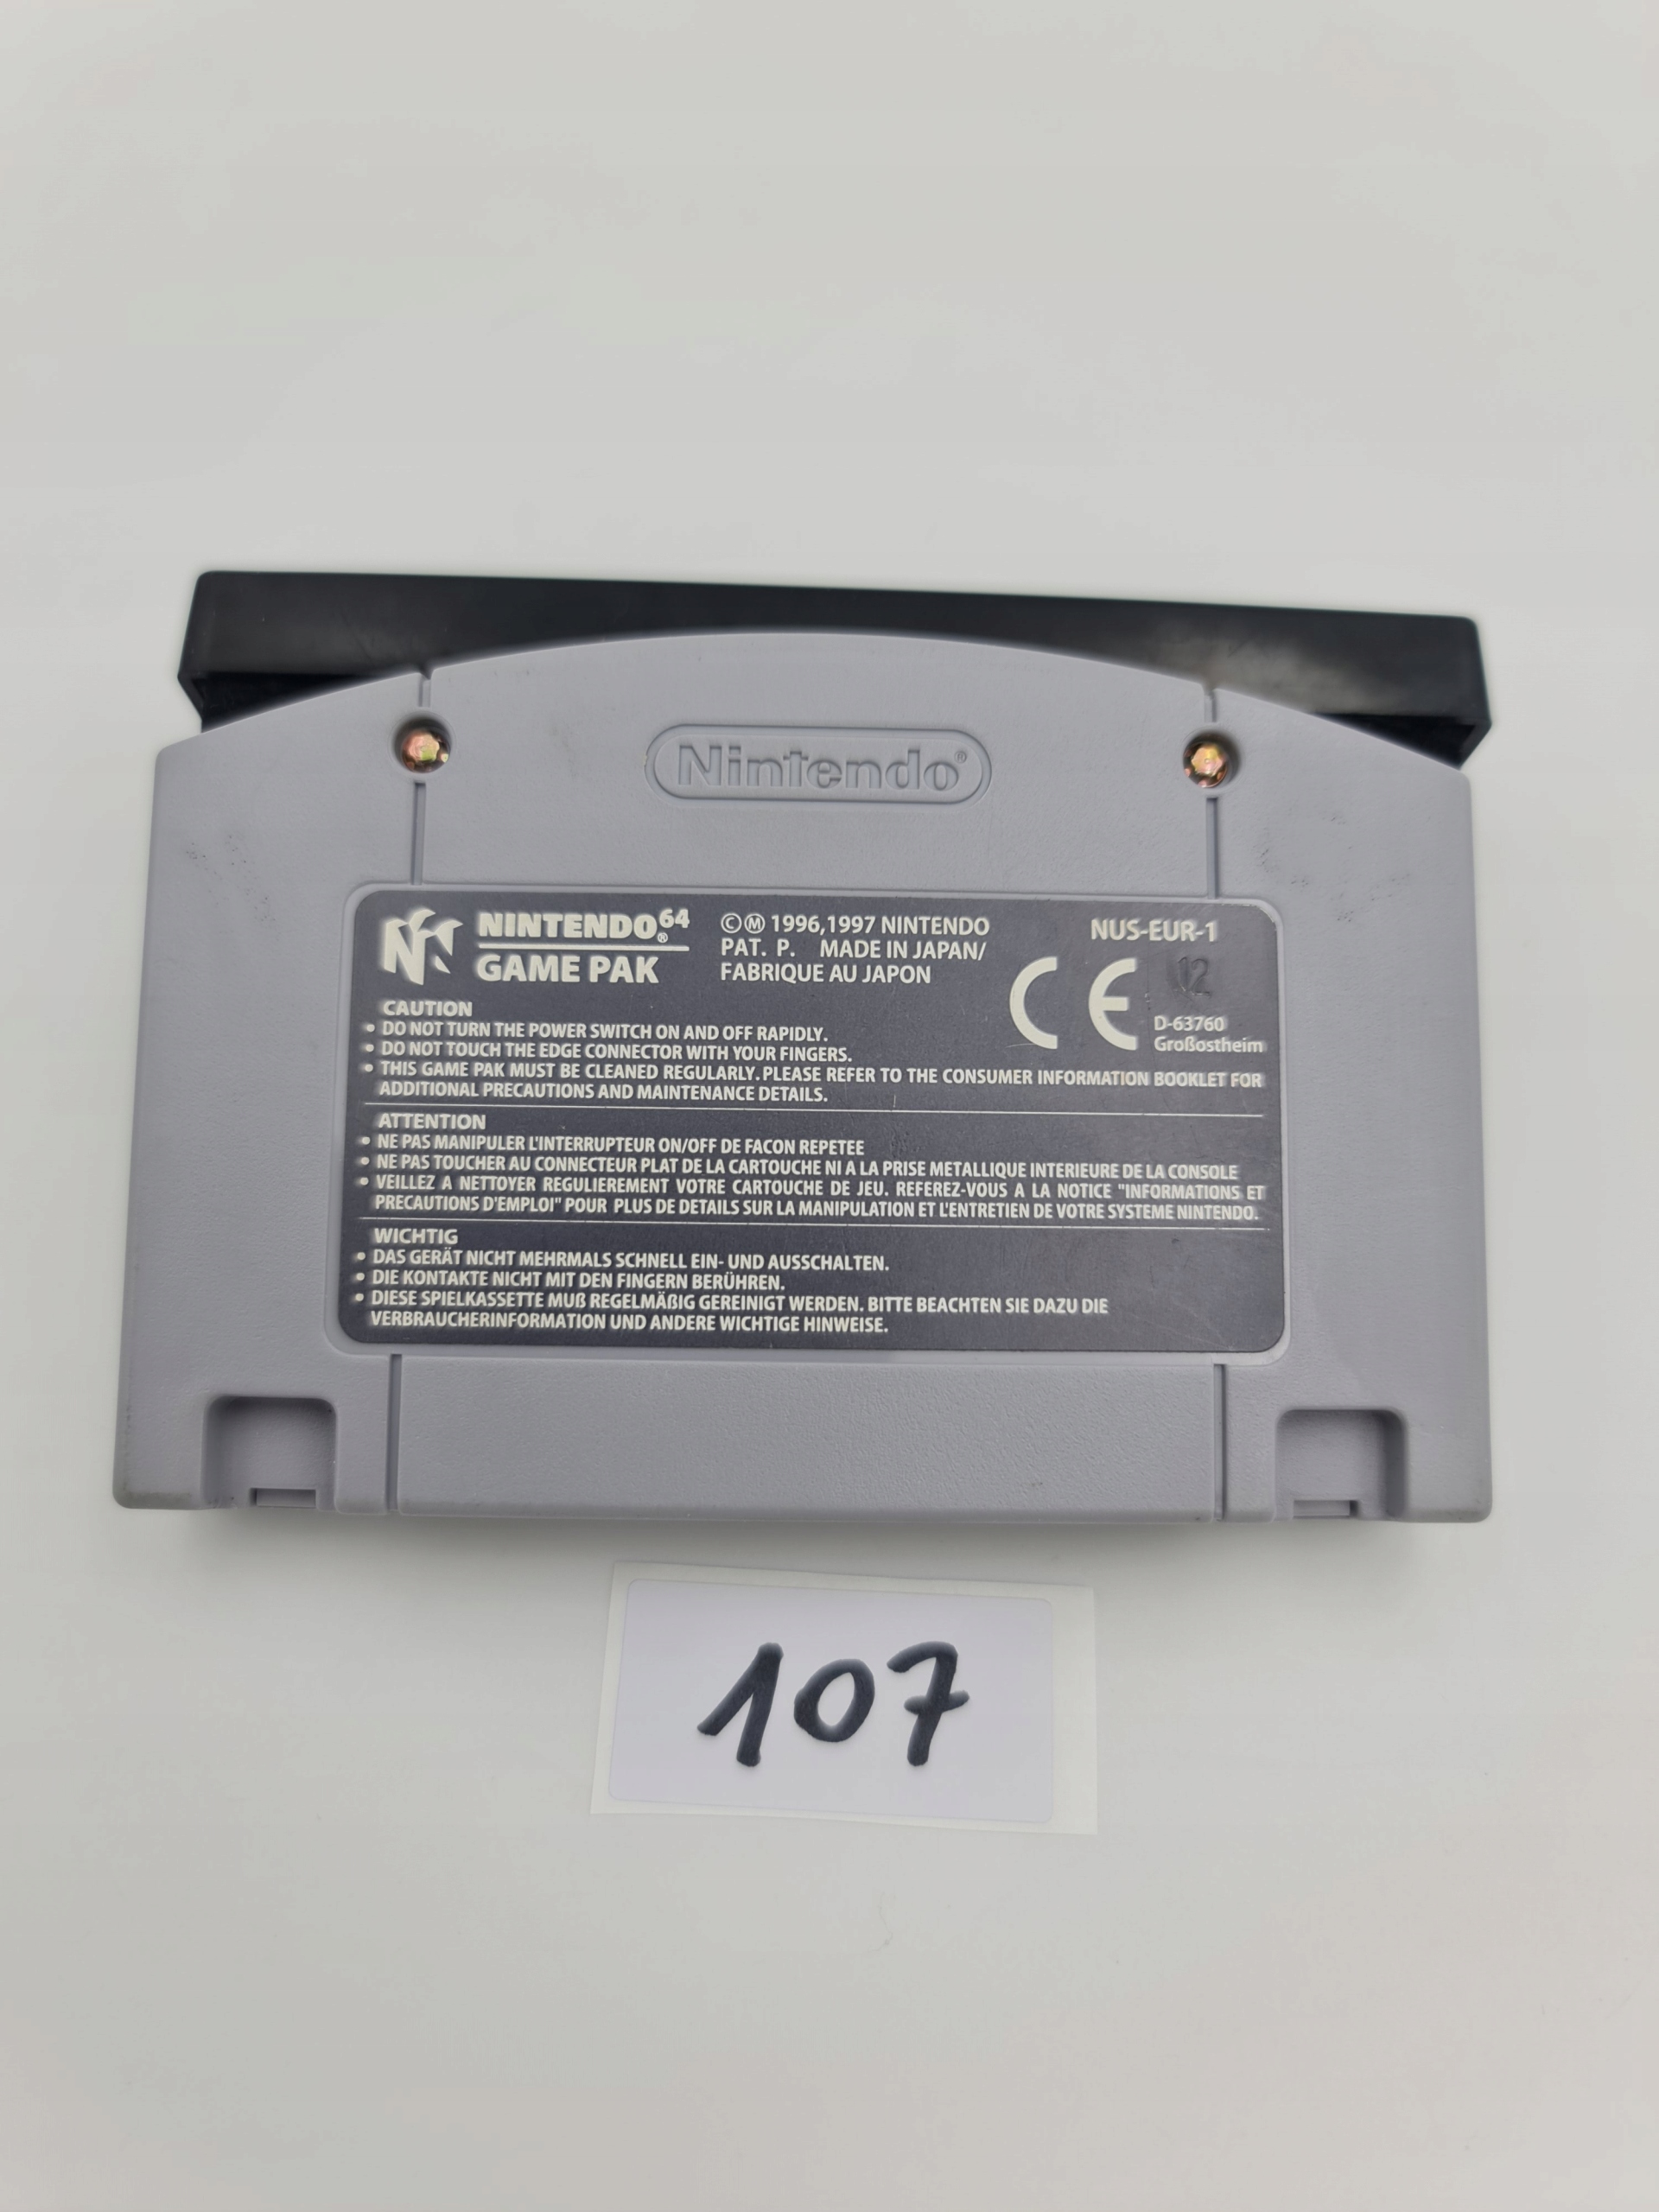 Nintendo®
NINTENDO64®
GAME PAK
©Ⓜ 1996,1997 NINTENDO
PAT. P. MADE IN JAPAN/
FABRIQUE AU JAPON
NUS-EUR-1
CE
12
D-63760
Großostheim
CAUTION
• DO NOT TURN THE POWER SWITCH ON AND OFF RAPIDLY.
• DO NOT TOUCH THE EDGE CONNECTOR WITH YOUR FINGERS.
• THIS GAME PAK MUST BE CLEANED REGULARLY. PLEASE REFER TO THE CONSUMER INFORMATION BOOKLET FOR
ADDITIONAL PRECAUTIONS AND MAINTENANCE DETAILS.
ATTENTION
• NE PAS MANIPULER L'INTERRUPTEUR ON/OFF DE FACON REPETEE
• NE PAS TOUCHER AU CONNECTEUR PLAT DE LA CARTOUCHE NI A LA PRISE METALLIQUE INTERIEURE DE LA CONSOLE
• VEILLEZ A NETTOYER REGULIEREMENT VOTRE CARTOUCHE DE JEU. REFEREZ-VOUS A LA NOTICE "INFORMATIONS ET
PRECAUTIONS D'EMPLOI" POUR PLUS DE DETAILS SUR LA MANIPULATION ET L'ENTRETIEN DE VOTRE SYSTEME NINTENDO.
WICHTIG
• DAS GERÄT NICHT MEHRMALS SCHNELL EIN- UND AUSSCHALTEN.
• DIE KONTAKTE NICHT MIT DEN FINGERN BERÜHREN.
• DIESE SPIELKASSETTE MUß REGELMÄßIG GEREINIGT WERDEN. BITTE BEACHTEN SIE DAZU DIE
VERBRAUCHERINFORMATION UND ANDERE WICHTIGE HINWEISE.
107